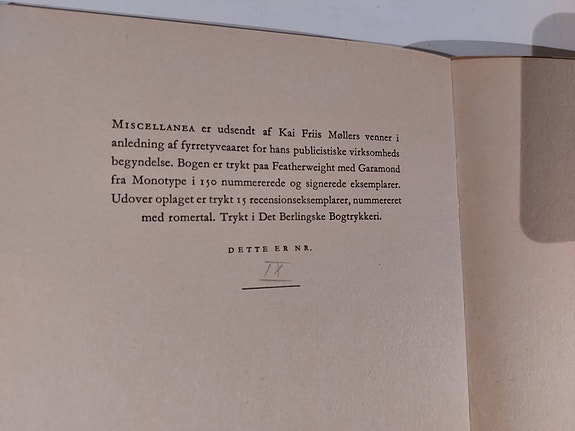 MISCELLANEA er udsendt af Kai Friis Møllers venner i
anledning af fyrretyveaaret for hans publicistiske virksomheds
begyndelse. Bogen er trykt paa Featherweight med Garamond
fra Monotype i 150 nummererede og signerede eksemplarer.
Udover oplaget er trykt 15 recensionseksemplarer, nummereret
med romertal. Trykt i Det Berlingske Bogtrykkeri.
DETTE ER NR.
IX